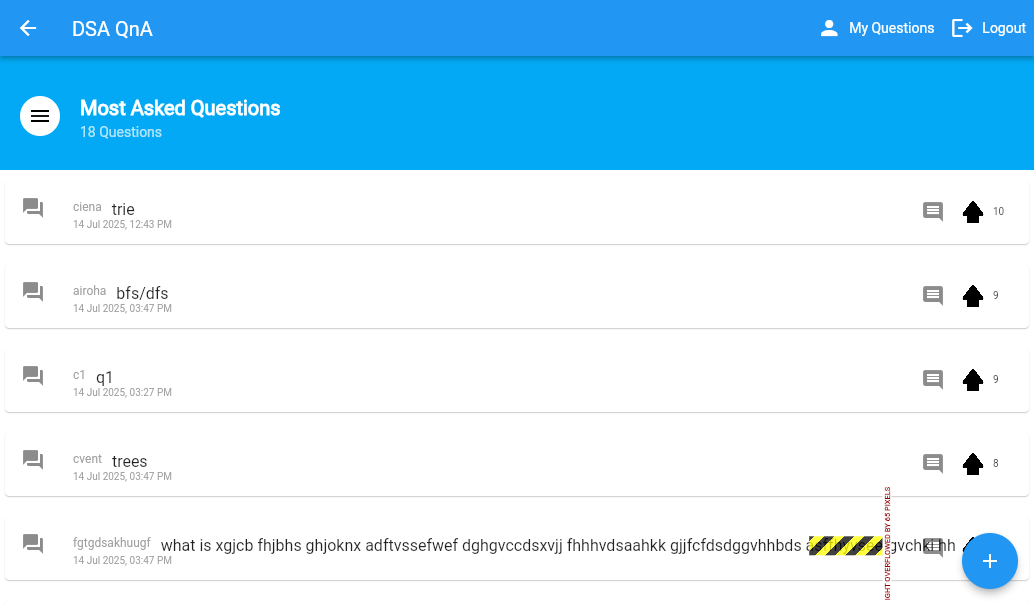 DSA QnA
My Questions
Logout
Most Asked Questions
18 Questions
ciena trie
14 Jul 2025, 12:43 PM
10
airoha bfs/dfs
14 Jul 2025, 03:47 PM
9
c1 q1
14 Jul 2025, 03:27 PM
9
cvent trees
14 Jul 2025, 03:47 PM
8
fgtgdsakhuugf what is xgjcb fhjbhs ghjoknx adftvssefwef dghgvccdsxvjj fhhhvdsaahkk gjjfcfdsdggvhhbds hh
14 Jul 2025, 03:47 PM
OVERFLOWED BY 65 PIXELS